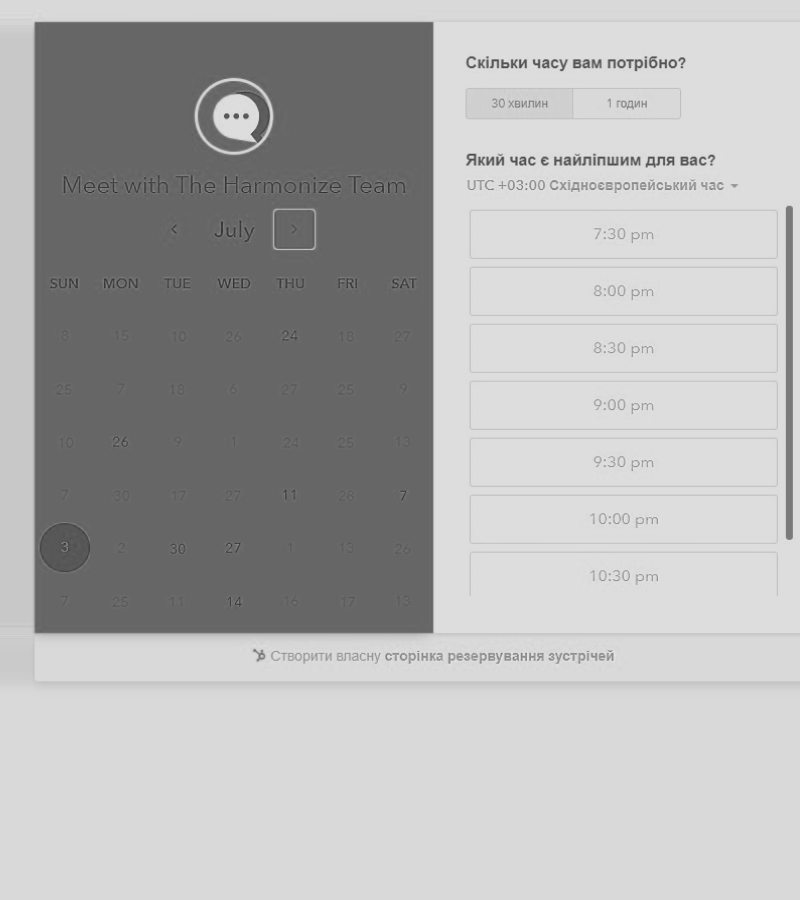 Meet with The Harmonize Team
July
SUN MON TUE WED THU FRI SAT
8 15 10 26 24 18 27
25 7 18 6 27 25 9
10 26 9 1 24 25 13
7 30 17 27 11 28 7
3 2 30 27 1 13 26
7 25 11 14 16 17 13
Скільки часу вам потрібно?
30 хвилин 1 годин
Який час є найліпшим для вас?
UTC +03:00 Східноєвропейський час
7:30 pm
8:00 pm
8:30 pm
9:00 pm
9:30 pm
10:00 pm
10:30 pm
Створити власну сторінка резервування зустрічей